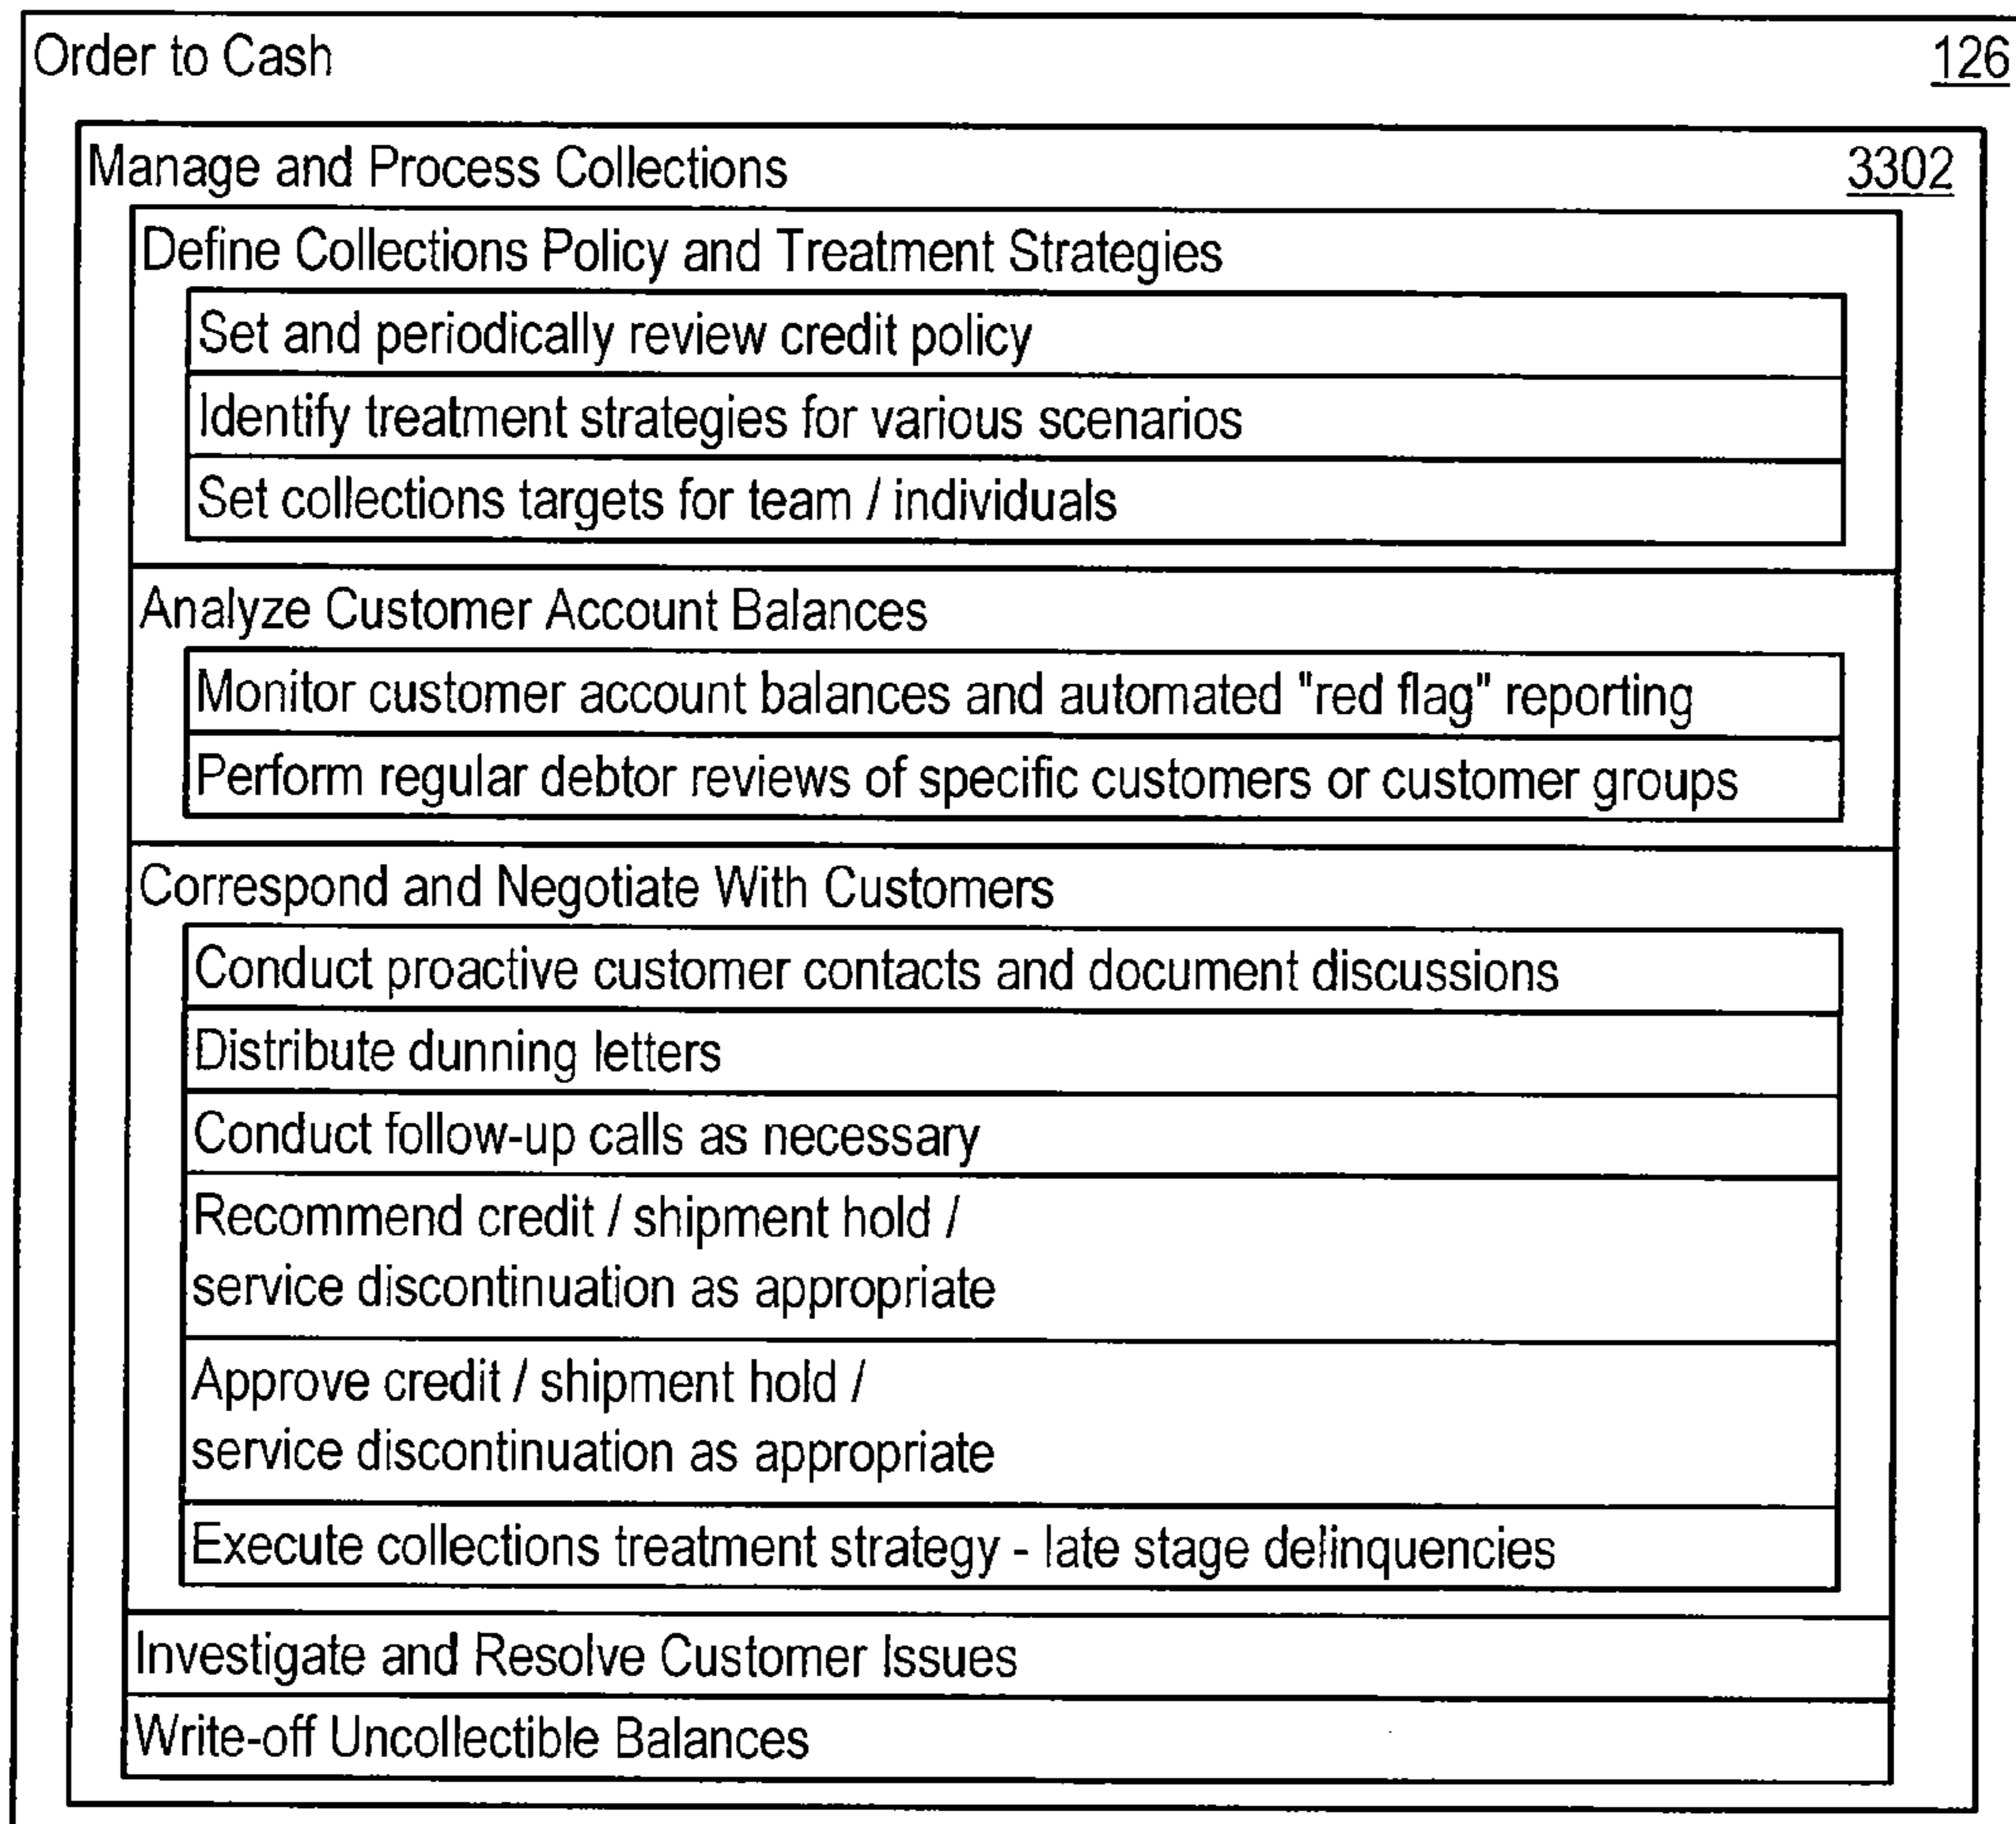 Order to Cash 126
Manage and Process Collections 3302
Define Collections Policy and Treatment Strategies
Set and periodically review credit policy
Identify treatment strategies for various scenarios
Set collections targets for team / individuals
Analyze Customer Account Balances
Monitor customer account balances and automated "red flag" reporting
Perform regular debtor reviews of specific customers or customer groups
Correspond and Negotiate With Customers
Conduct proactive customer contacts and document discussions
Distribute dunning letters
Conduct follow-up calls as necessary
Recommend credit / shipment hold /
service discontinuation as appropriate
Approve credit / shipment hold /
service discontinuation as appropriate
Execute collections treatment strategy - late stage delinquencies
Investigate and Resolve Customer Issues
Write-off Uncollectible Balances